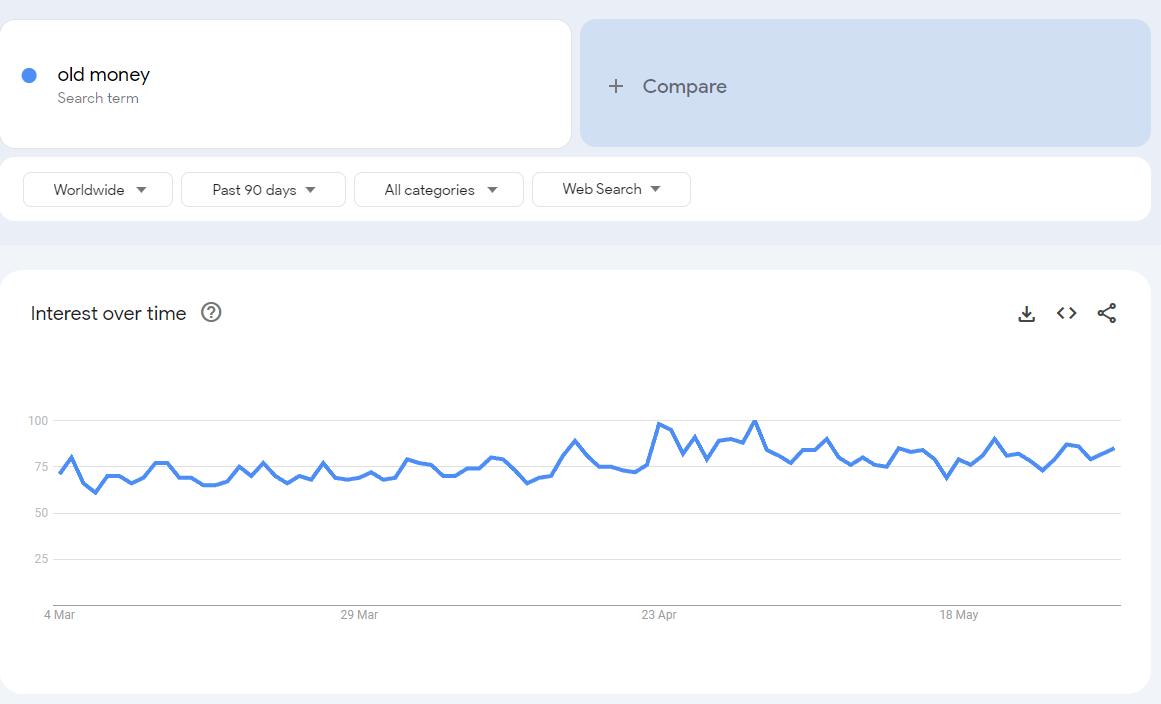 old money
Search term
+ Compare
Worldwide
Past 90 days
All categories
Web Search
Interest over time
100
75
50
25
4 Mar
29 Mar
23 Apr
18 May